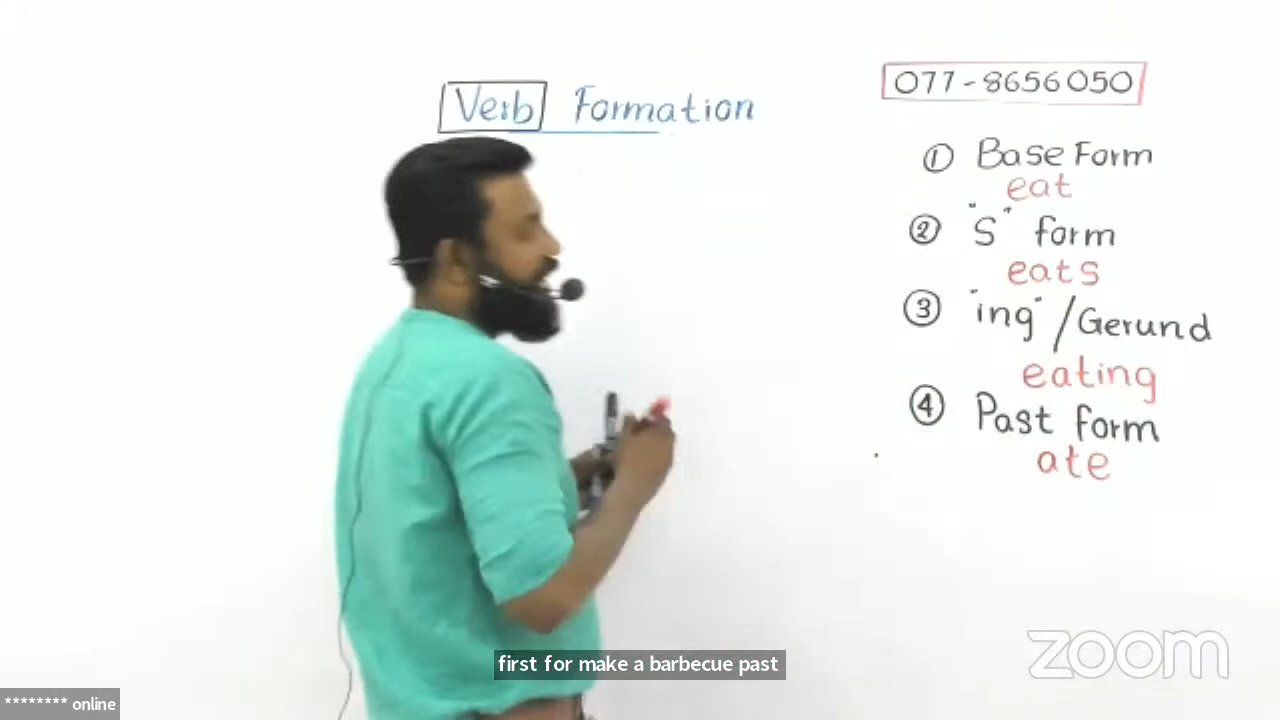 Verb Formation
077-8656050
① Base Form
eat
② "S" form
eats
③ "ing" / Gerund
eating
④ Past form
ate
first for make a barbecue past
zoom
******** online